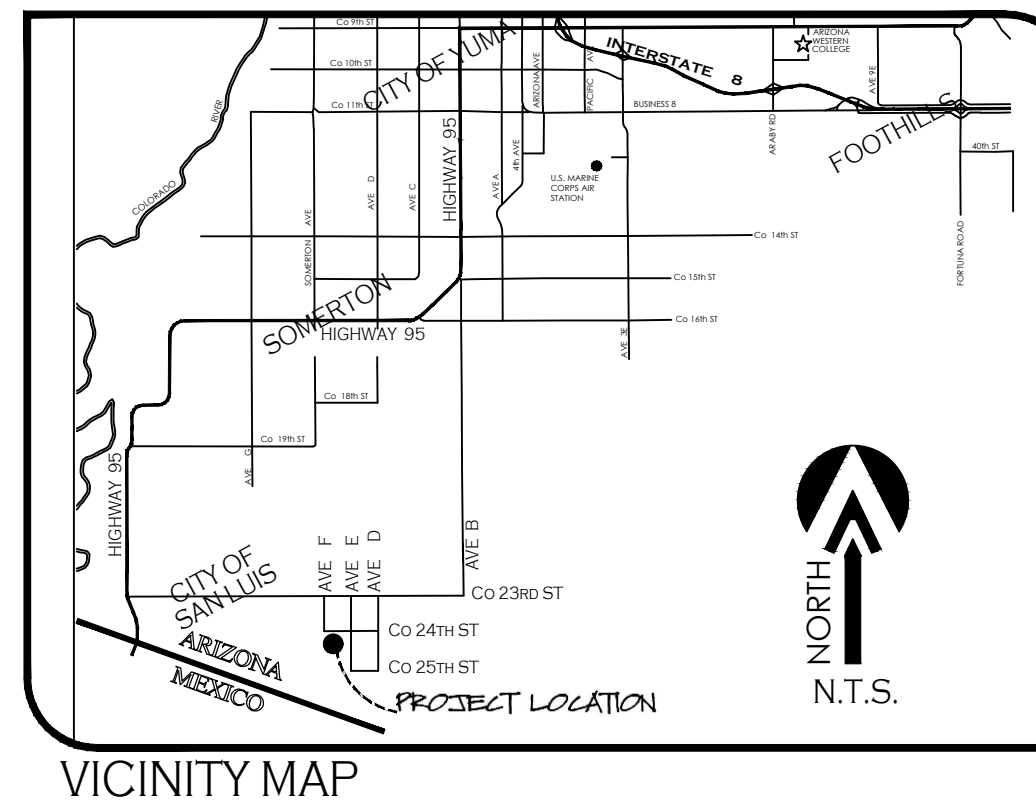 Co 9th ST
ARIZONA
WESTERN
COLLEGE
CITY OF YUMA
INTERSTATE 8
Co 10th ST
ARIZONA AVE
PACIFIC AVE
AVE 9E
RIVER
Co 11th ST
BUSINESS 8
FOOTHILLS
ARABY RD
40th ST
4th AVE
HIGHWAY 95
U.S. MARINE
CORPS AIR
STATION
COLORADO
AVE D
AVE C
AVE A
SOMERTON AVE
Co 14th ST
FORTUNA ROAD
Co 15th ST
SOMERTON
Co 16th ST
HIGHWAY 95
AVE 3E
Co 18th ST
Co 19th ST
AVE G
HIGHWAY 95
AVE F
AVE E
AVE D
AVE B
CITY OF
SAN LUIS
Co 23RD ST
NORTH
Co 24TH ST
ARIZONA
MEXICO
Co 25TH ST
PROJECT LOCATION
N.T.S.
VICINITY MAP